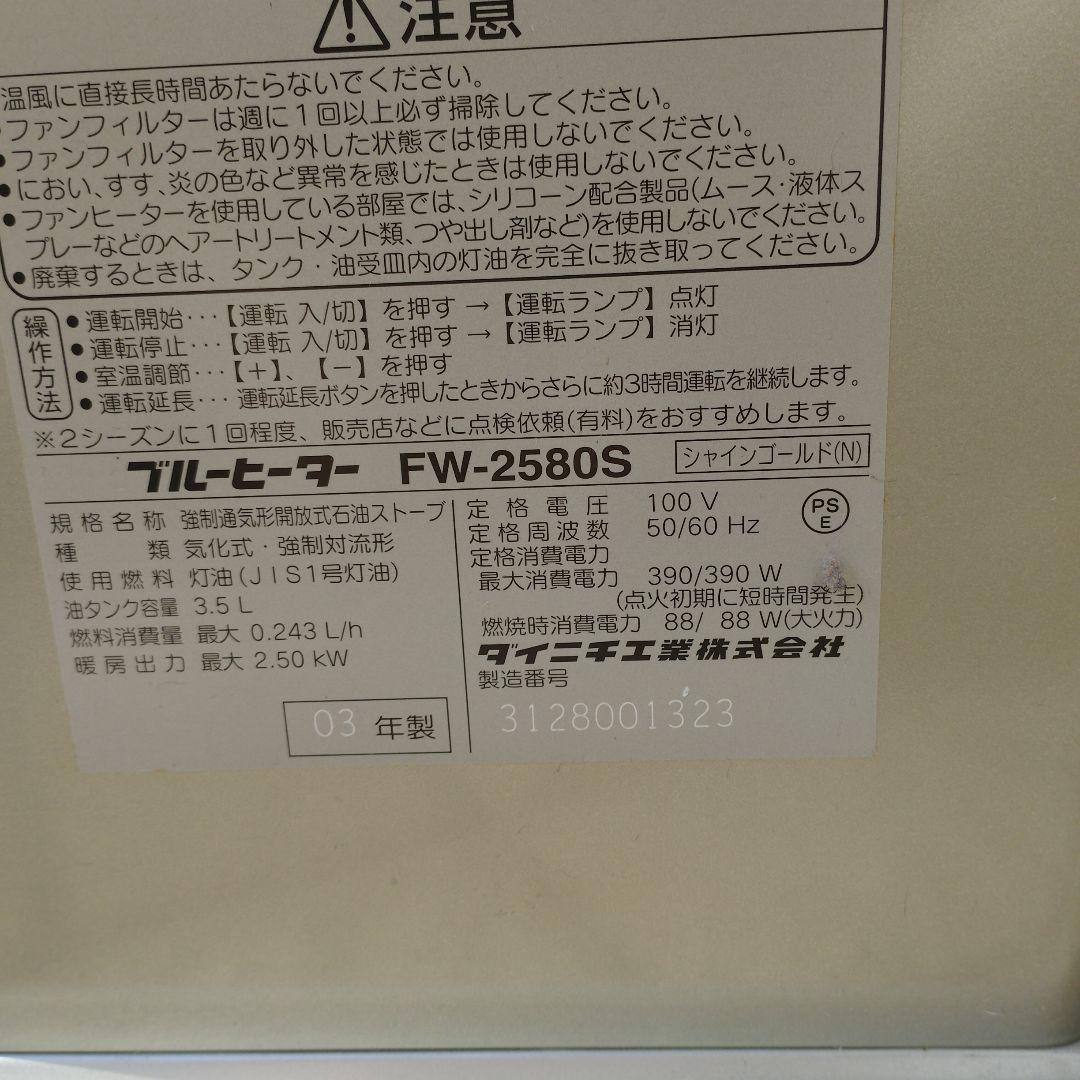 注意
温風に直接長時間あたらないでください。
・ファンフィルターは週に1回以上必ず掃除してください。
●ファンフィルターを取り外した状態では使用しないでください。
●におい、すす、炎の色など異常を感じたときは使用しないでください。
●ファンヒーターを使用している部屋では、シリコーン配合製品(ムース・液体ス
プレーなどのヘアートリートメント類、つや出し剤など)を使用しないでください。
●廃棄するときは、タンク・油受皿内の灯油を完全に抜き取ってください。
操作方法
●運転開始…【運転 入/切】を押す → 【運転ランプ】点灯
●運転停止…【運転 入/切】を押す → 【運転ランプ】消灯
●室温調節…【+】、【-】を押す
●運転延長… 運転延長ボタンを押したときからさらに約3時間運転を継続します。
※2シーズンに1回程度、販売店などに点検依頼(有料)をおすすめします。
ブルーヒーター FW-2580S シャインゴールド(N)
規格名称 強制通気形開放式石油ストーブ
種類 気化式・強制対流形
使用燃料 灯油(JIS1号灯油)
油タンク容量 3.5 L
燃料消費量 最大 0.243 L/h
暖房出力 最大 2.50 kW
03 年製
定格電圧 100 V
定格周波数 50/60 Hz
PS
E
定格消費電力
最大消費電力 390/390 W
(点火初期に短時間発生)
燃焼時消費電力 88/ 88 W(大火力)
ダイニチ工業株式会社
製造番号
3128001323